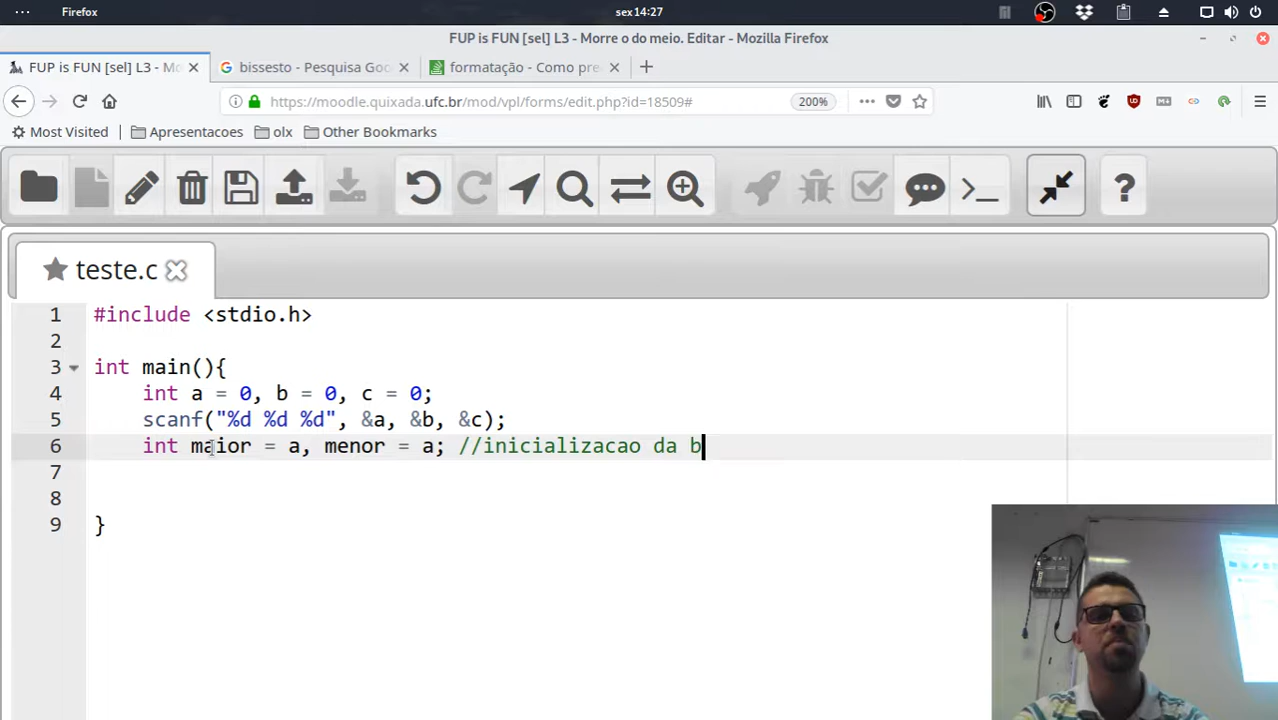 Firefox
sex 14:27
FUP is FUN [sel] L3 - Morre o do meio. Editar - Mozilla Firefox
FUP is FUN [sel] L3 - Mo
bissesto - Pesquisa Goo
formatação - Como pre
https://moodle.quixada.ufc.br/mod/vpl/forms/edit.php?id=18509#
200%
Most Visited
Apresentacoes
olx
Other Bookmarks
teste.c
1 #include <stdio.h>
2
3 int main(){
4 int a = 0, b = 0, c = 0;
5 scanf("%d %d %d", &a, &b, &c);
6 int maior = a, menor = a; //inicializacao da b
7
8
9 }